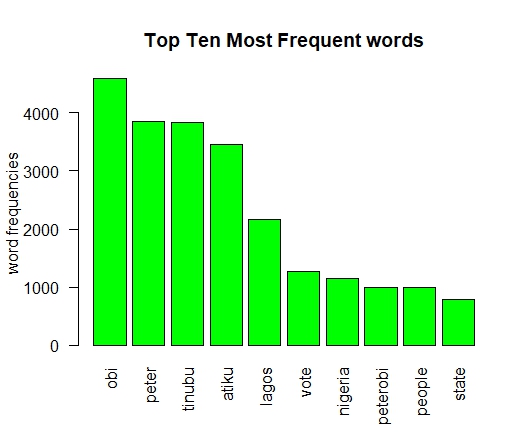 Top Ten Most Frequent words
word frequencies
4000
3000
2000
1000
0
obi
peter
tinubu
atiku
lagos
vote
nigeria
peterobi
people
state